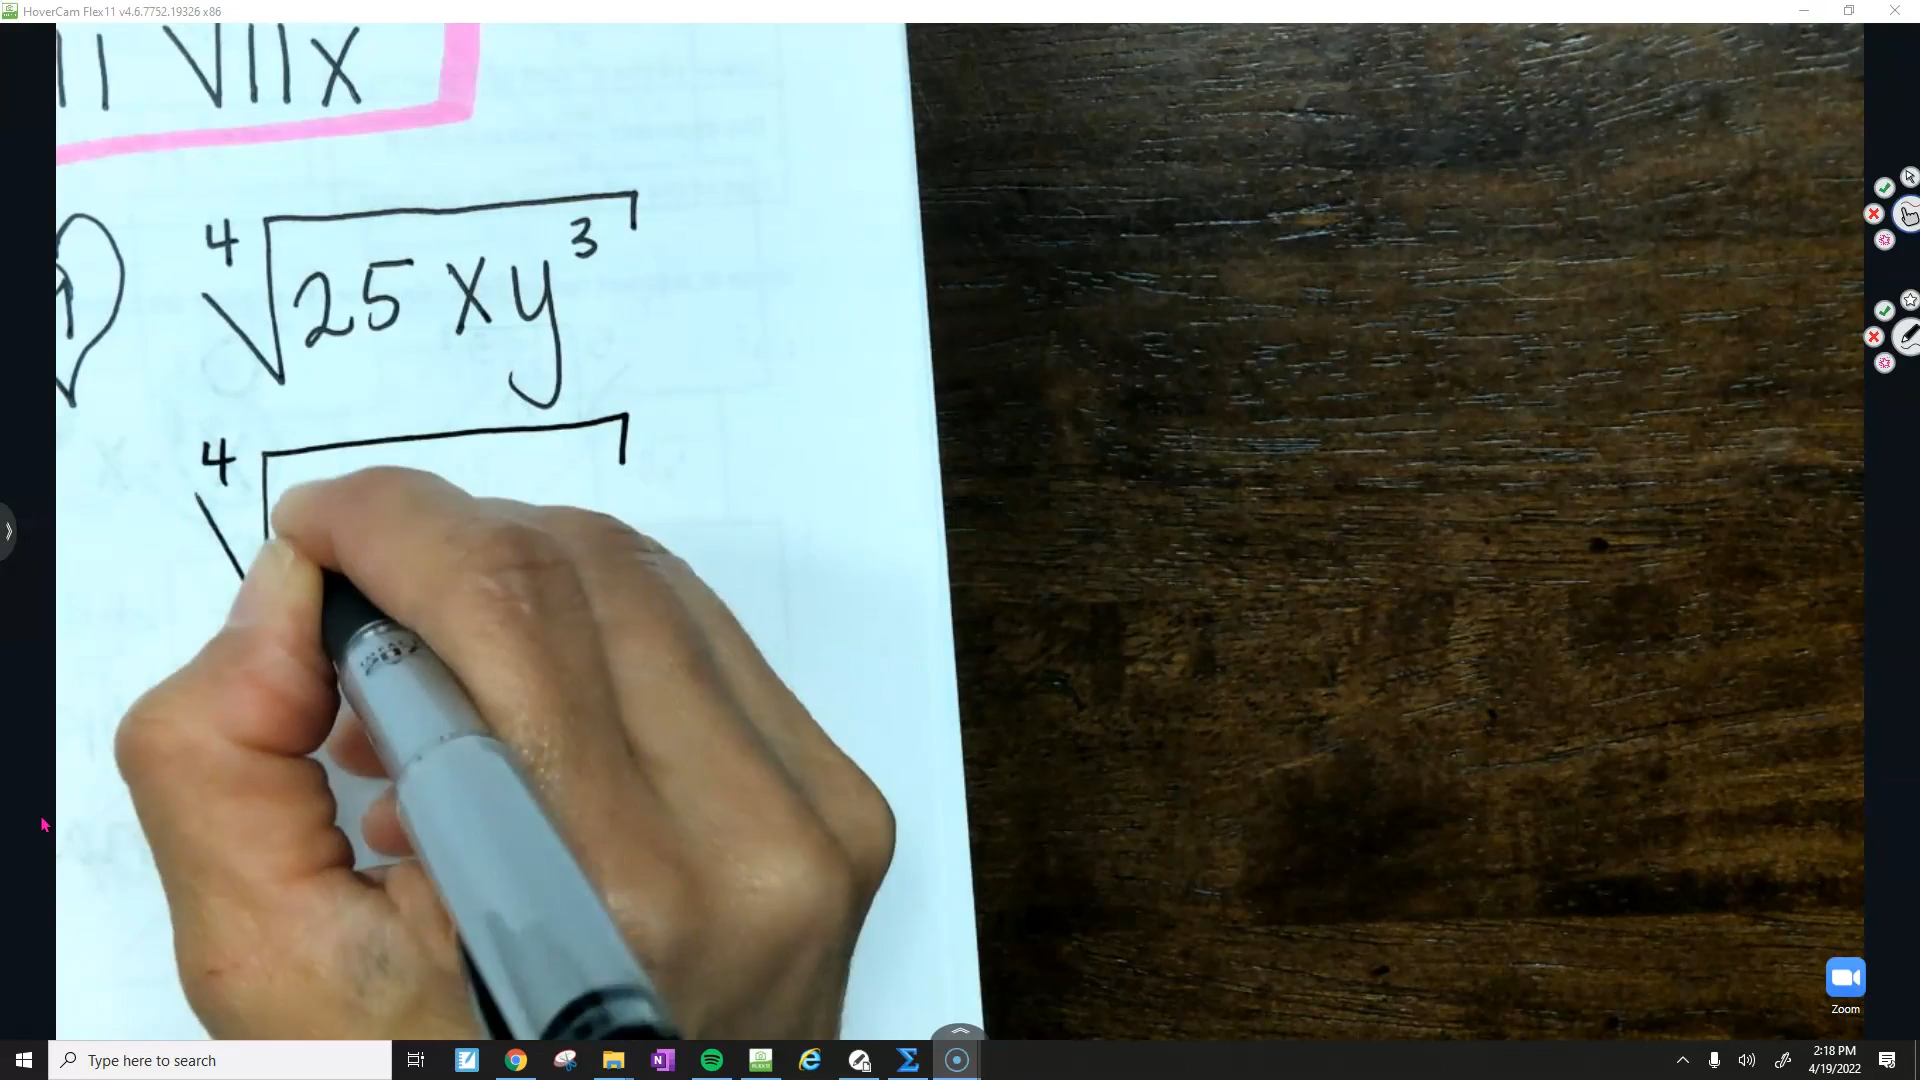 HoverCam Flex11 v4.6.7752.19326 x86
11 √11x
⁴√25xy³
4
Zoom
Type here to search
2:18 PM
4/19/2022